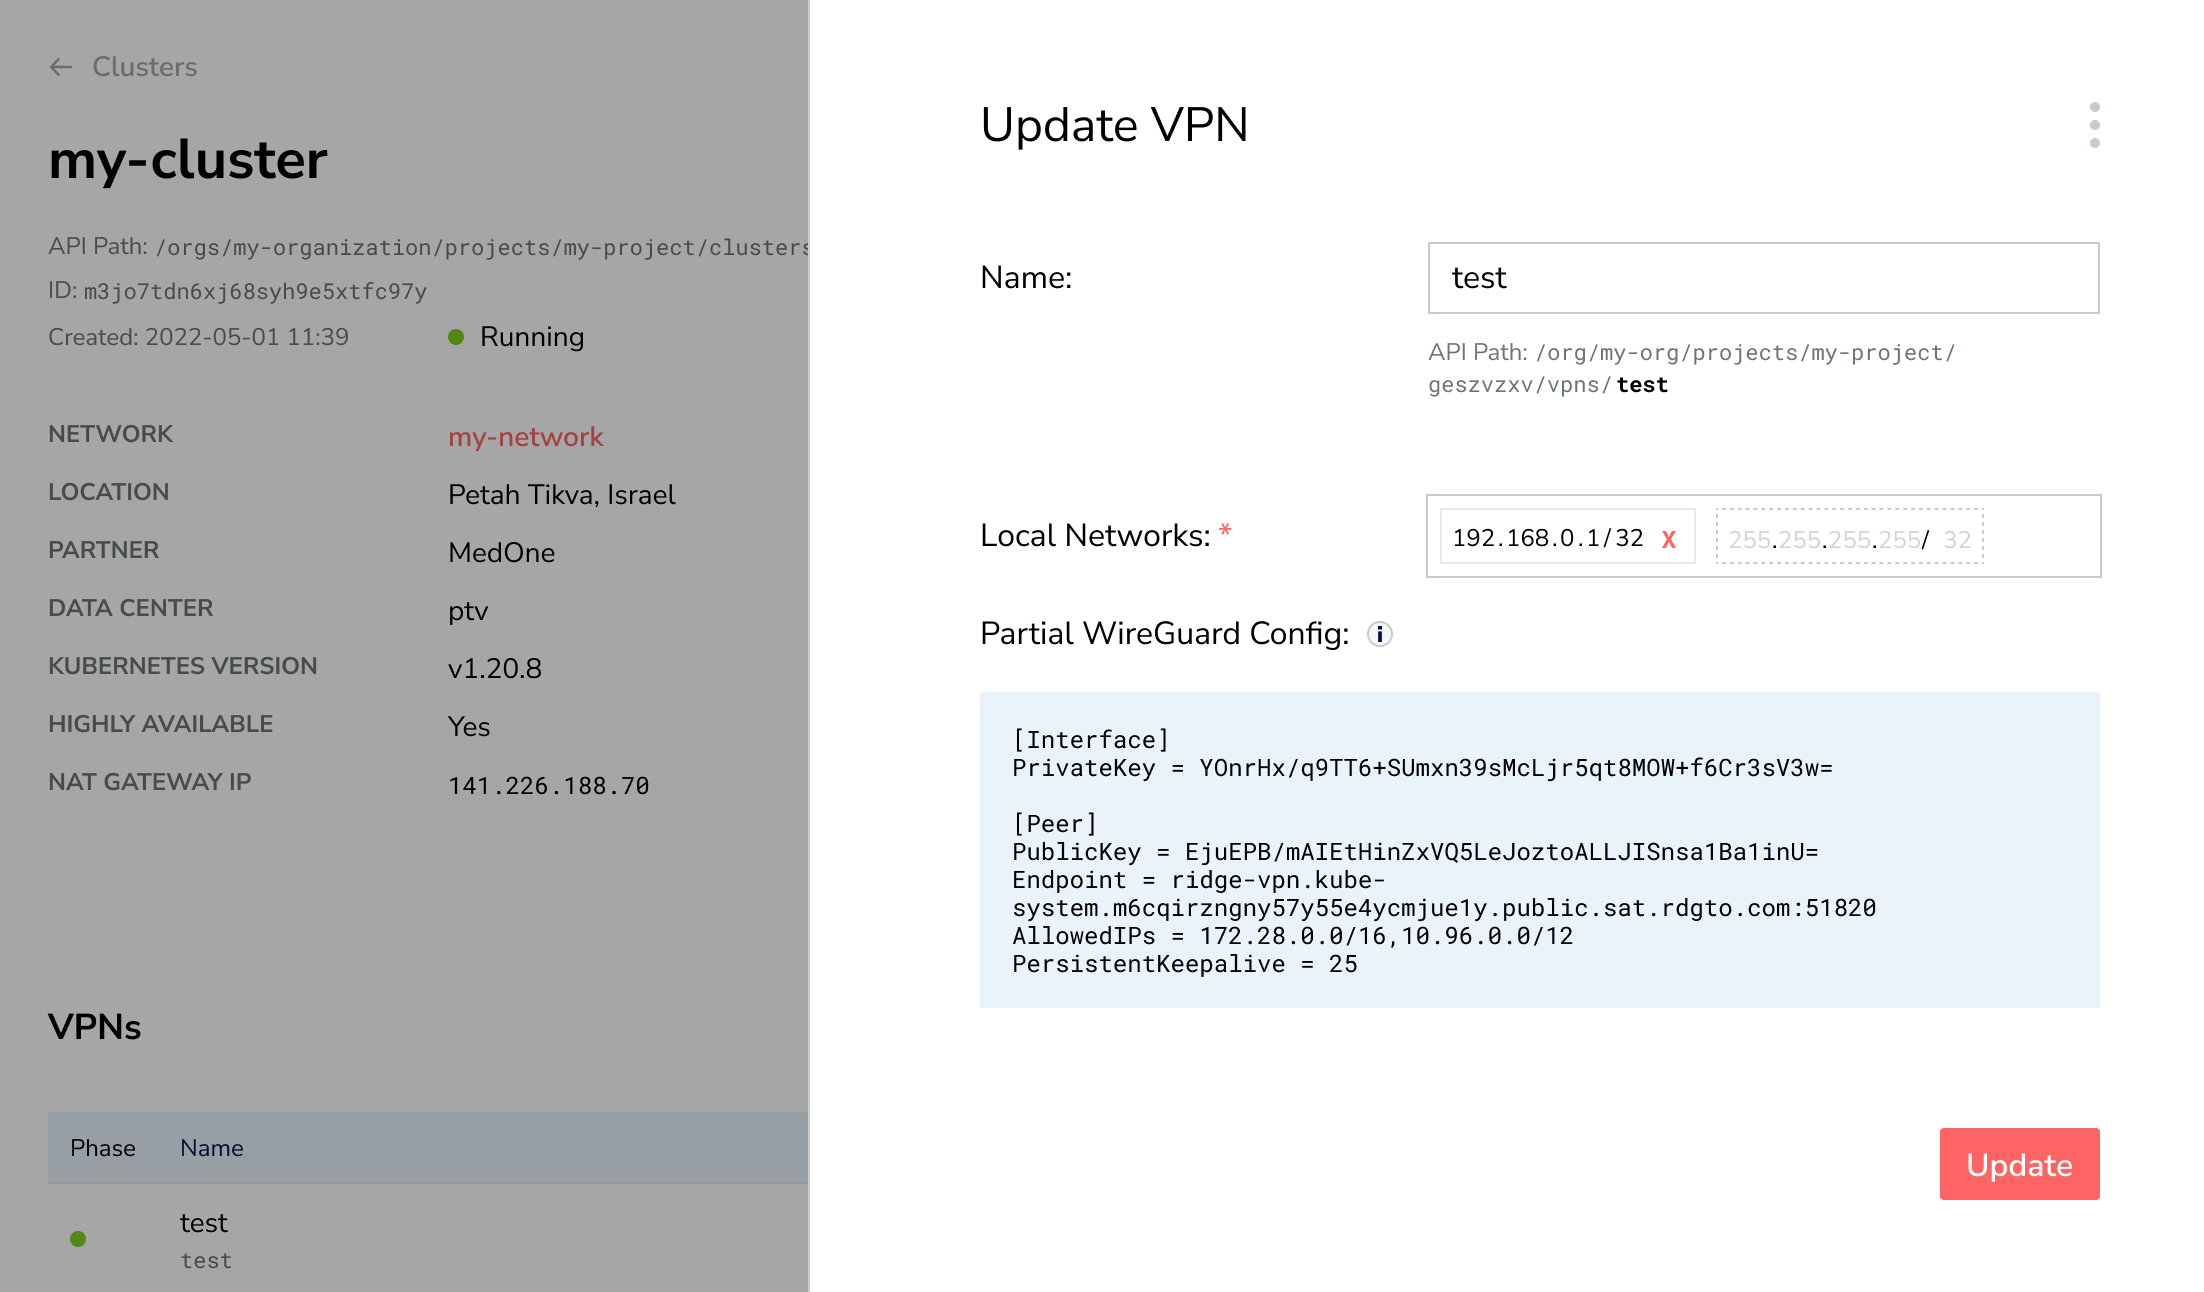 ← Clusters
my-cluster
API Path: /orgs/my-organization/projects/my-project/clusters
ID: m3jo7tdn6xj68syh9e5xtfc97y
Created: 2022-05-01 11:39
Running
NETWORK my-network
LOCATION Petah Tikva, Israel
PARTNER MedOne
DATA CENTER ptv
KUBERNETES VERSION v1.20.8
HIGHLY AVAILABLE Yes
NAT GATEWAY IP 141.226.188.70
VPNs
Phase Name
test
test
Update VPN
Name: test
API Path: /org/my-org/projects/my-project/
geszvzxv/vpns/test
Local Networks: * 192.168.0.1/32 X 255.255.255.255/ 32
Partial WireGuard Config: i
[Interface]
PrivateKey = YOnrHx/q9TT6+SUmxn39sMcLjr5qt8MOW+f6Cr3sV3w=
[Peer]
PublicKey = EjuEPB/mAIEtHinZxVQ5LeJoztoALLJISnsa1Ba1inU=
Endpoint = ridge-vpn.kube-
system.m6cqirzngny57y55e4ycmjue1y.public.sat.rdgto.com:51820
AllowedIPs = 172.28.0.0/16,10.96.0.0/12
PersistentKeepalive = 25
Update